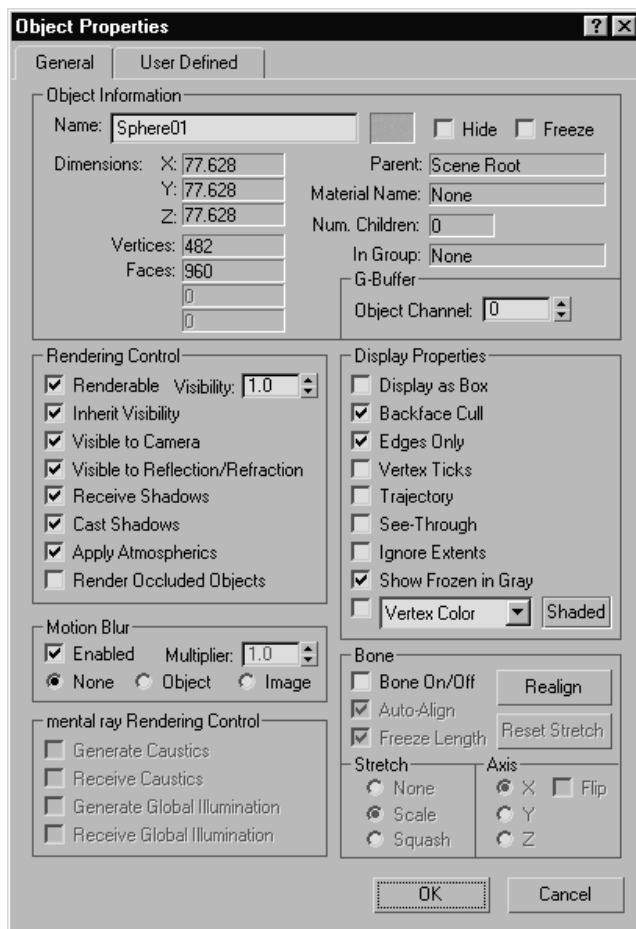 Object Properties
General
User Defined
Object Information
Name: Sphere01
Hide
Freeze
Dimensions: X: 77.628
Y: 77.628
Z: 77.628
Vertices: 482
Faces: 960
0
0
Parent: Scene Root
Material Name: None
Num. Children: 0
In Group: None
G-Buffer
Object Channel: 0
Rendering Control
Renderable Visibility: 1.0
Inherit Visibility
Visible to Camera
Visible to Reflection/Refraction
Receive Shadows
Cast Shadows
Apply Atmospherics
Render Occluded Objects
Display Properties
Display as Box
Backface Cull
Edges Only
Vertex Ticks
Trajectory
See-Through
Ignore Extents
Show Frozen in Gray
Vertex Color Shaded
Motion Blur
Enabled Multiplier: 1.0
None Object Image
mental ray Rendering Control
Generate Caustics
Receive Caustics
Generate Global Illumination
Receive Global Illumination
Bone
Bone On/Off Realign
Auto-Align
Freeze Length Reset Stretch
Stretch
None
Scale
Squash
Axis
X Flip
Y
Z
OK
Cancel